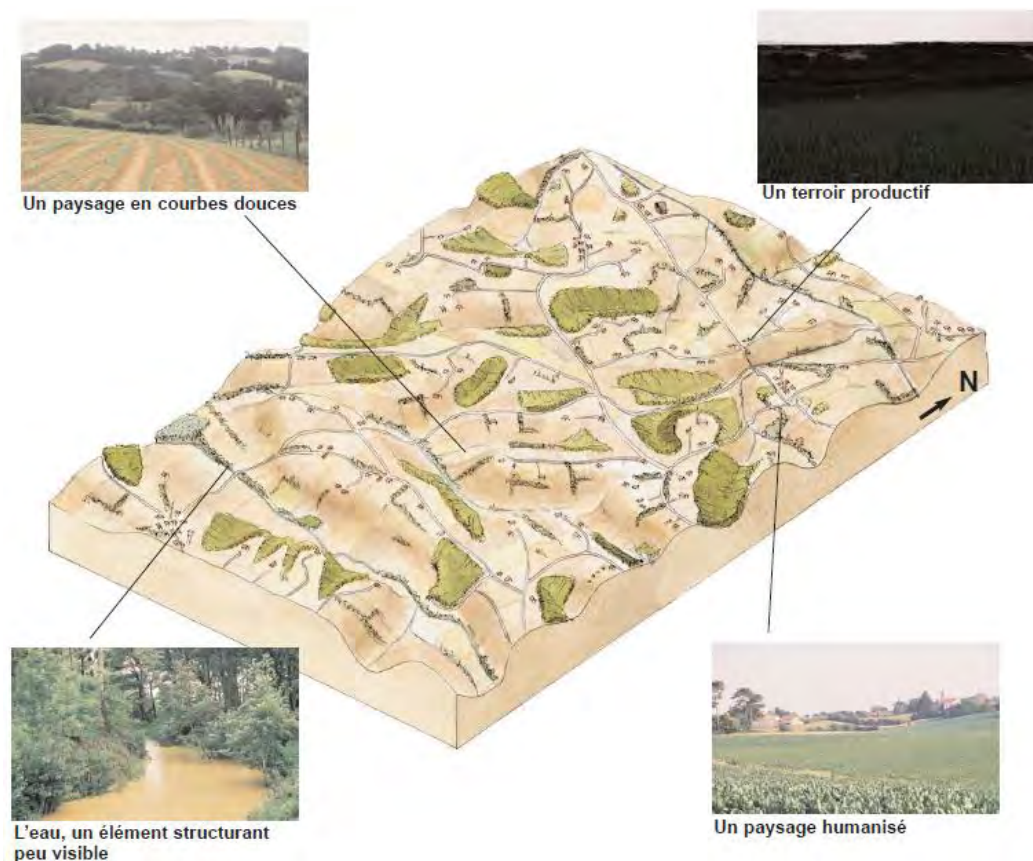 Un paysage en courbes douces
Un terroir productif
N
L'eau, un élément structurant
peu visible
Un paysage humanisé